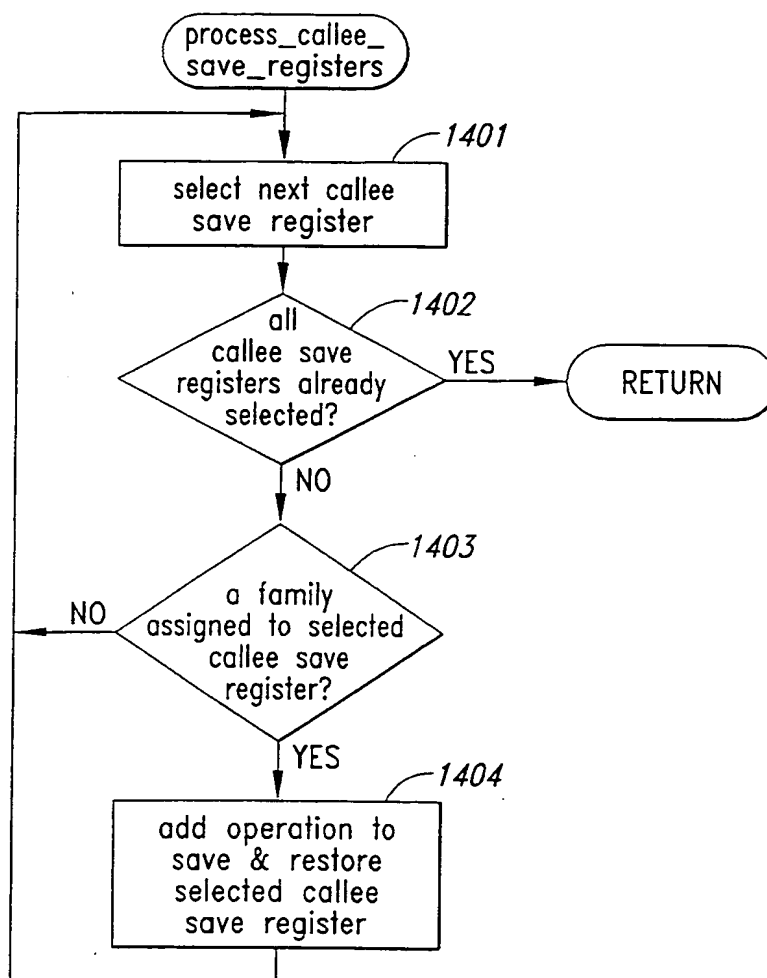 process_callee_
save_registers
1401
select next callee
save register
1402
all
callee save
registers already
selected?
YES
RETURN
NO
1403
a family
assigned to selected
callee save
register?
NO
YES
1404
add operation to
save & restore
selected callee
save register